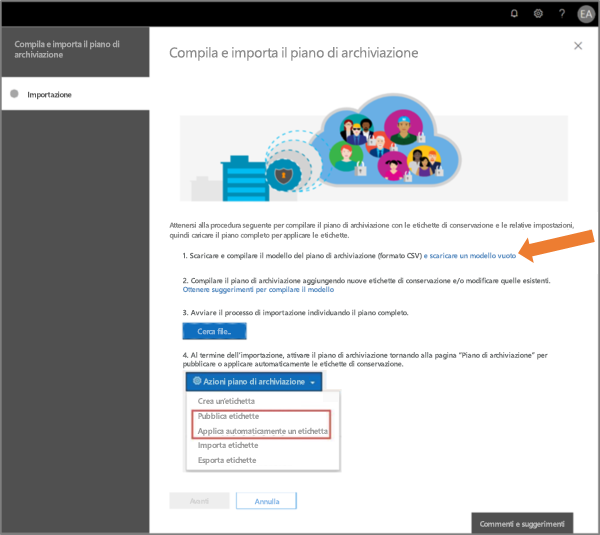 EA
Compila e importa il piano di
archiviazione
Importazione
Compila e importa il piano di archiviazione
Attenersi alla procedura seguente per compilare il piano di archiviazione con le etichette di conservazione e le relative impostazioni,
quindi caricare il piano completo per applicare le etichette.
1. Scaricare e compilare il modello del piano di archiviazione (formato CSV) e scaricare un modello vuoto
2. Compilare il piano di archiviazione aggiungendo nuove etichette di conservazione e/o modificare quelle esistenti.
Ottenere suggerimenti per compilare il modello
3. Avviare il processo di importazione individuando il piano completo.
Cerca file...
4. Al termine dell'importazione, attivare il piano di archiviazione tornando alla pagina "Piano di archiviazione" per
pubblicare o applicare automaticamente le etichette di conservazione.
Azioni piano di archiviazione
Crea un'etichetta
Pubblica etichette
Applica automaticamente un etichetta
Importa etichette
Esporta etichette
Avanti
Annulla
Commenti e suggerimenti